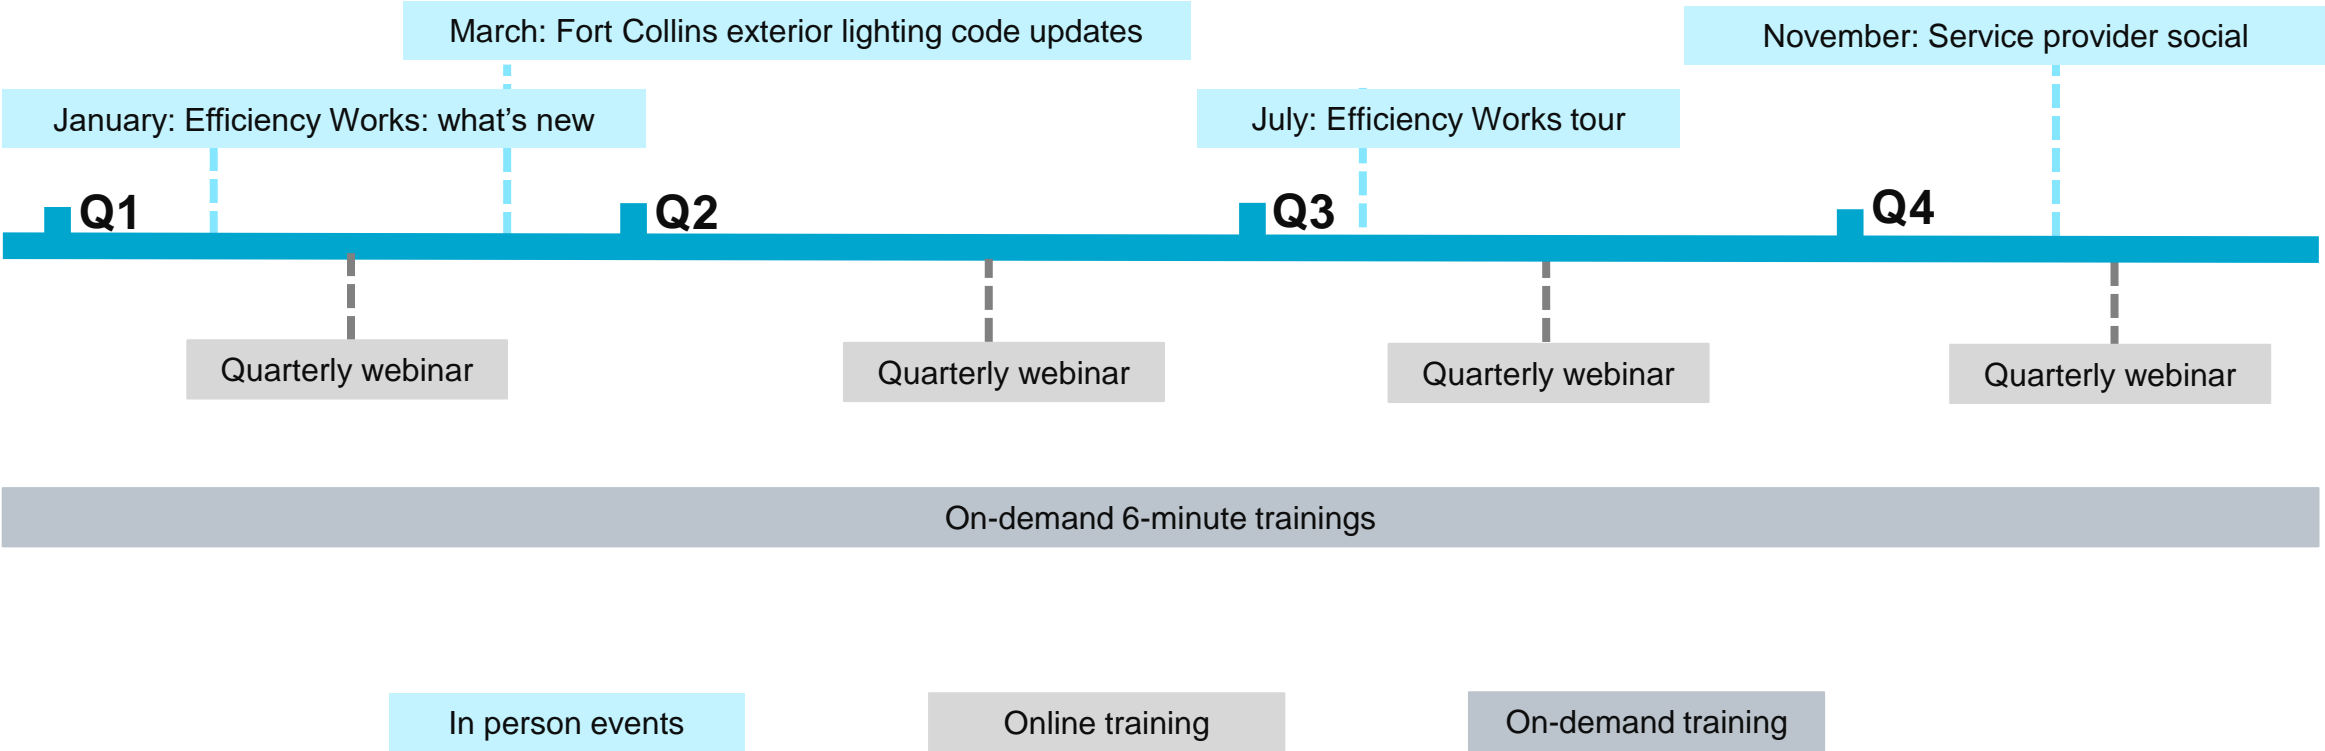 March: Fort Collins exterior lighting code updates
November: Service provider social
January: Efficiency Works: what’s new
July: Efficiency Works tour
Q1
Q2
Q3
Q4
Quarterly webinar
Quarterly webinar
Quarterly webinar
Quarterly webinar
On-demand 6-minute trainings
In person events
Online training
On-demand training